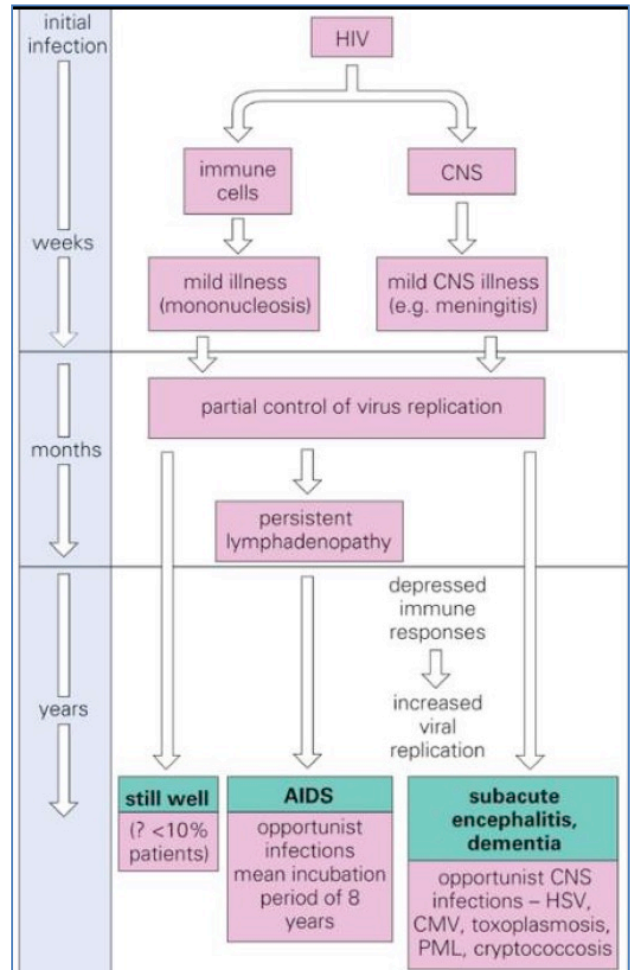 initial
infection
HIV
immune
cells
CNS
weeks
mild illness
(mononucleosis)
mild CNS illness
(e.g. meningitis)
partial control of virus replication
months
persistent
lymphadenopathy
depressed
immune
responses
increased
viral
replication
years
still well
(? <10%
patients)
AIDS
opportunist
infections
mean incubation
period of 8
years
subacute
encephalitis,
dementia
opportunist CNS
infections – HSV,
CMV, toxoplasmosis,
PML, cryptococcosis